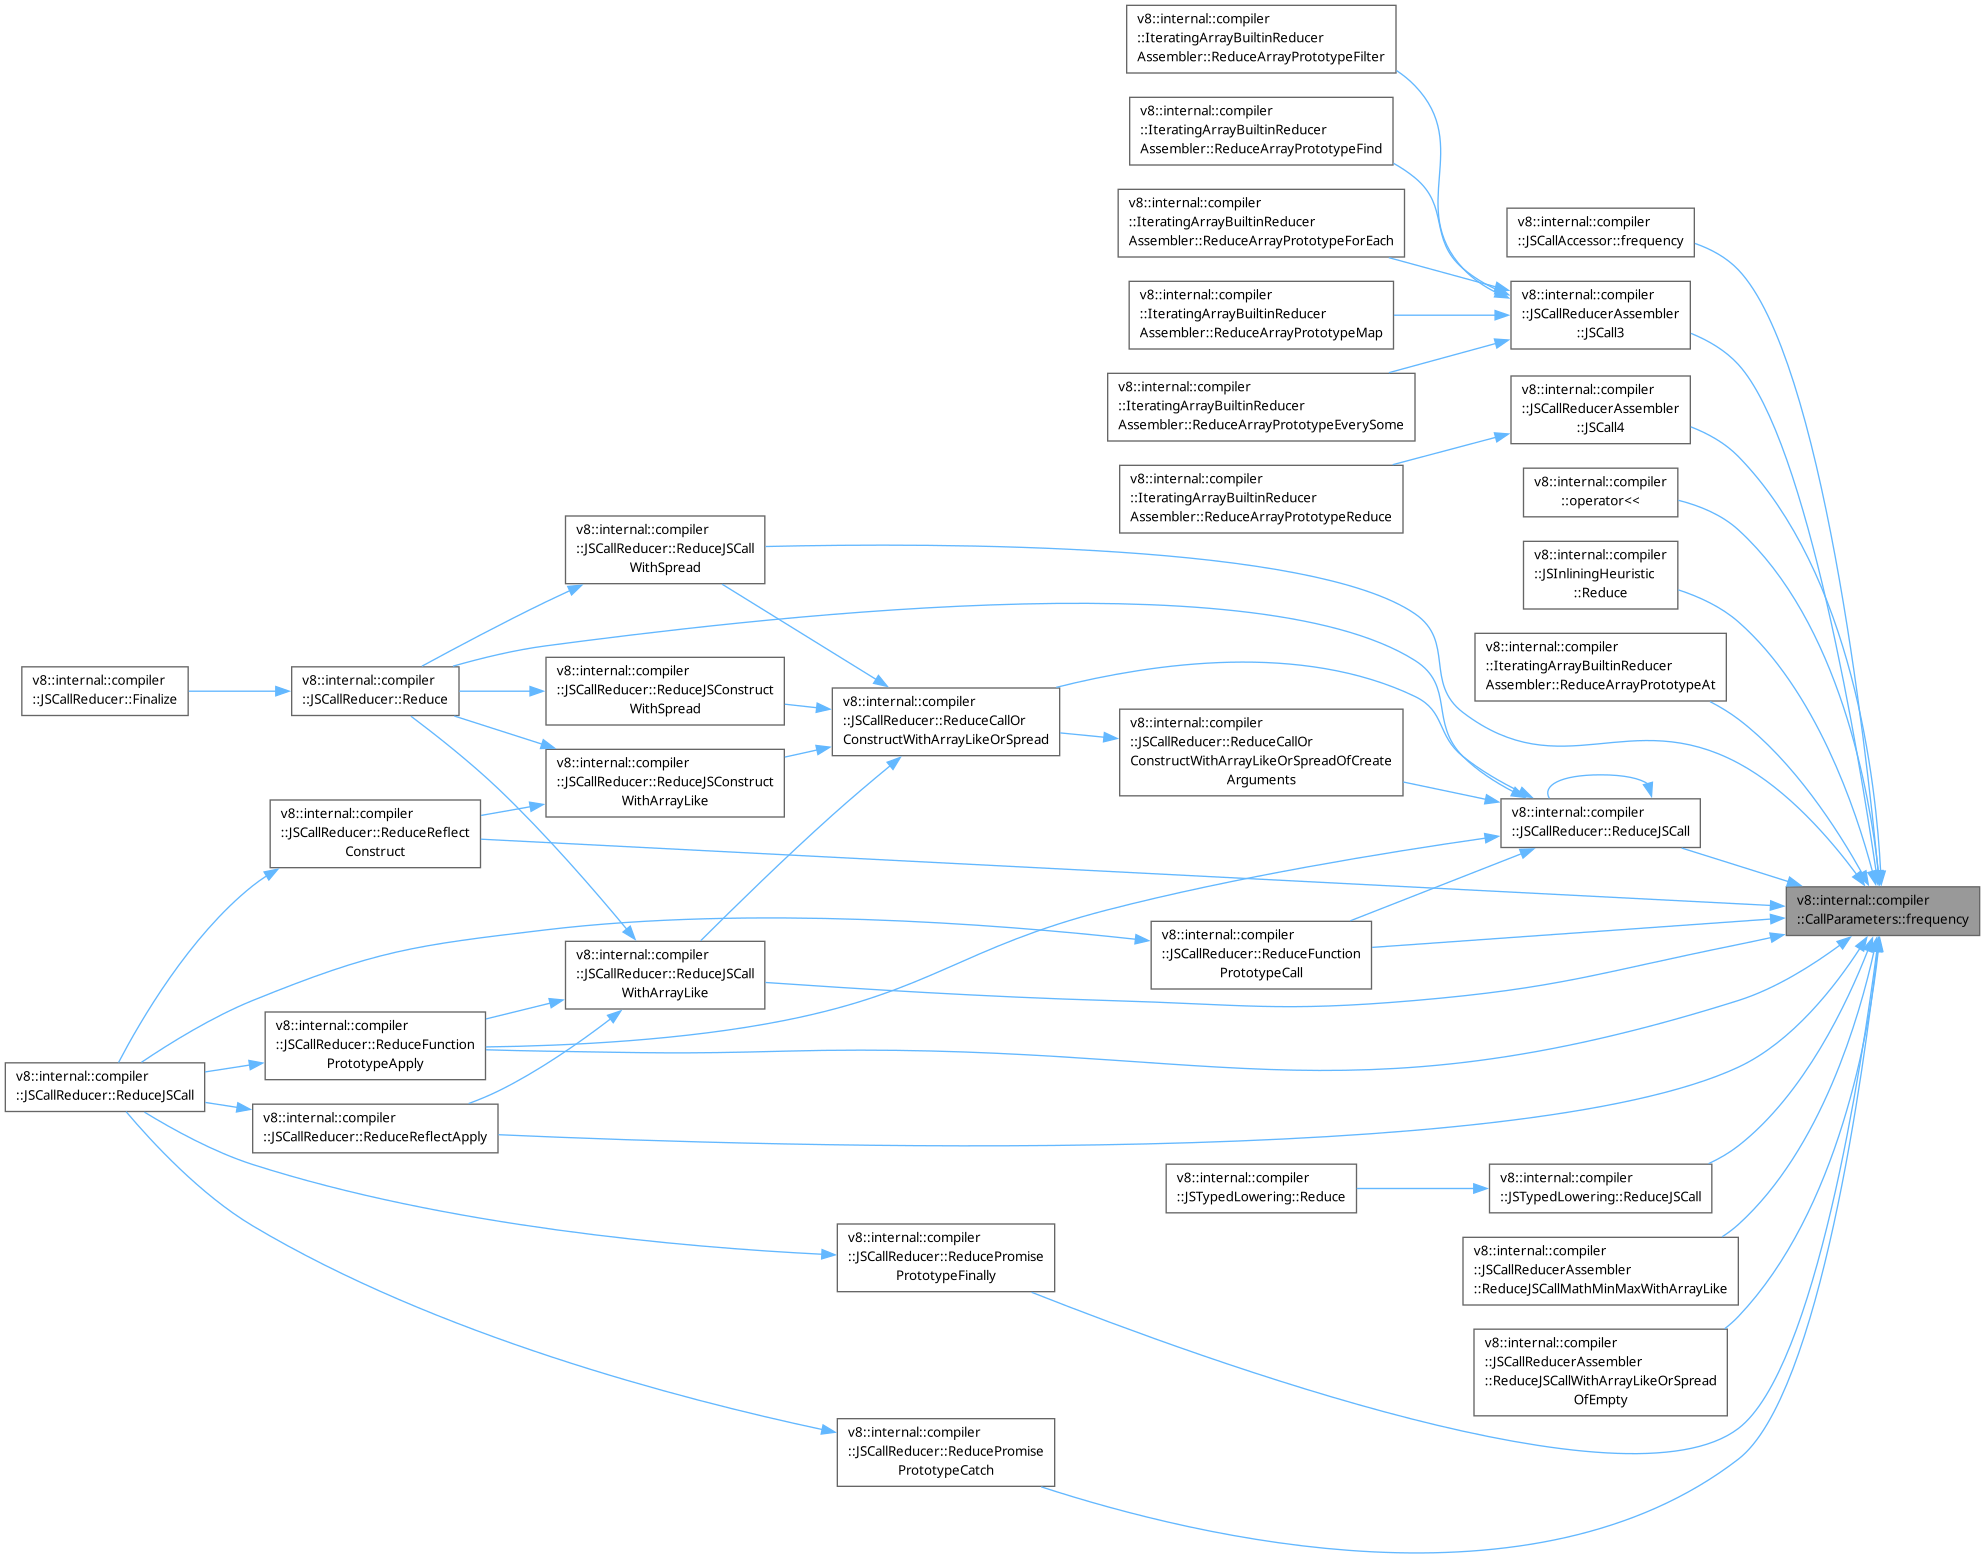 v8::internal::compiler
::IteratingArrayBuiltinReducer
Assembler::ReduceArrayPrototypeFilter
v8::internal::compiler
::IteratingArrayBuiltinReducer
Assembler::ReduceArrayPrototypeFind
v8::internal::compiler
::IteratingArrayBuiltinReducer
Assembler::ReduceArrayPrototypeForEach
v8::internal::compiler
::JSCallAccessor::frequency
v8::internal::compiler
::IteratingArrayBuiltinReducer
Assembler::ReduceArrayPrototypeMap
v8::internal::compiler
::JSCallReducerAssembler
::JSCall3
v8::internal::compiler
::IteratingArrayBuiltinReducer
Assembler::ReduceArrayPrototypeEverySome
v8::internal::compiler
::JSCallReducerAssembler
::JSCall4
v8::internal::compiler
::IteratingArrayBuiltinReducer
Assembler::ReduceArrayPrototypeReduce
v8::internal::compiler
::operator<<
v8::internal::compiler
::JSCallReducer::ReduceJSCall
WithSpread
v8::internal::compiler
::JSInliningHeuristic
::Reduce
v8::internal::compiler
::IteratingArrayBuiltinReducer
Assembler::ReduceArrayPrototypeAt
v8::internal::compiler
::JSCallReducer::Finalize
v8::internal::compiler
::JSCallReducer::Reduce
v8::internal::compiler
::JSCallReducer::ReduceJSConstruct
WithSpread
v8::internal::compiler
::JSCallReducer::ReduceCallOr
ConstructWithArrayLikeOrSpread
v8::internal::compiler
::JSCallReducer::ReduceCallOr
ConstructWithArrayLikeOrSpreadOfCreate
Arguments
v8::internal::compiler
::JSCallReducer::ReduceJSConstruct
WithArrayLike
v8::internal::compiler
::JSCallReducer::ReduceReflect
Construct
v8::internal::compiler
::JSCallReducer::ReduceJSCall
v8::internal::compiler
::CallParameters::frequency
v8::internal::compiler
::JSCallReducer::ReduceFunction
PrototypeCall
v8::internal::compiler
::JSCallReducer::ReduceJSCall
WithArrayLike
v8::internal::compiler
::JSCallReducer::ReduceFunction
PrototypeApply
v8::internal::compiler
::JSCallReducer::ReduceJSCall
v8::internal::compiler
::JSCallReducer::ReduceReflectApply
v8::internal::compiler
::JSTypedLowering::Reduce
v8::internal::compiler
::JSTypedLowering::ReduceJSCall
v8::internal::compiler
::JSCallReducer::ReducePromise
PrototypeFinally
v8::internal::compiler
::JSCallReducerAssembler
::ReduceJSCallMathMinMaxWithArrayLike
v8::internal::compiler
::JSCallReducerAssembler
::ReduceJSCallWithArrayLikeOrSpread
OfEmpty
v8::internal::compiler
::JSCallReducer::ReducePromise
PrototypeCatch